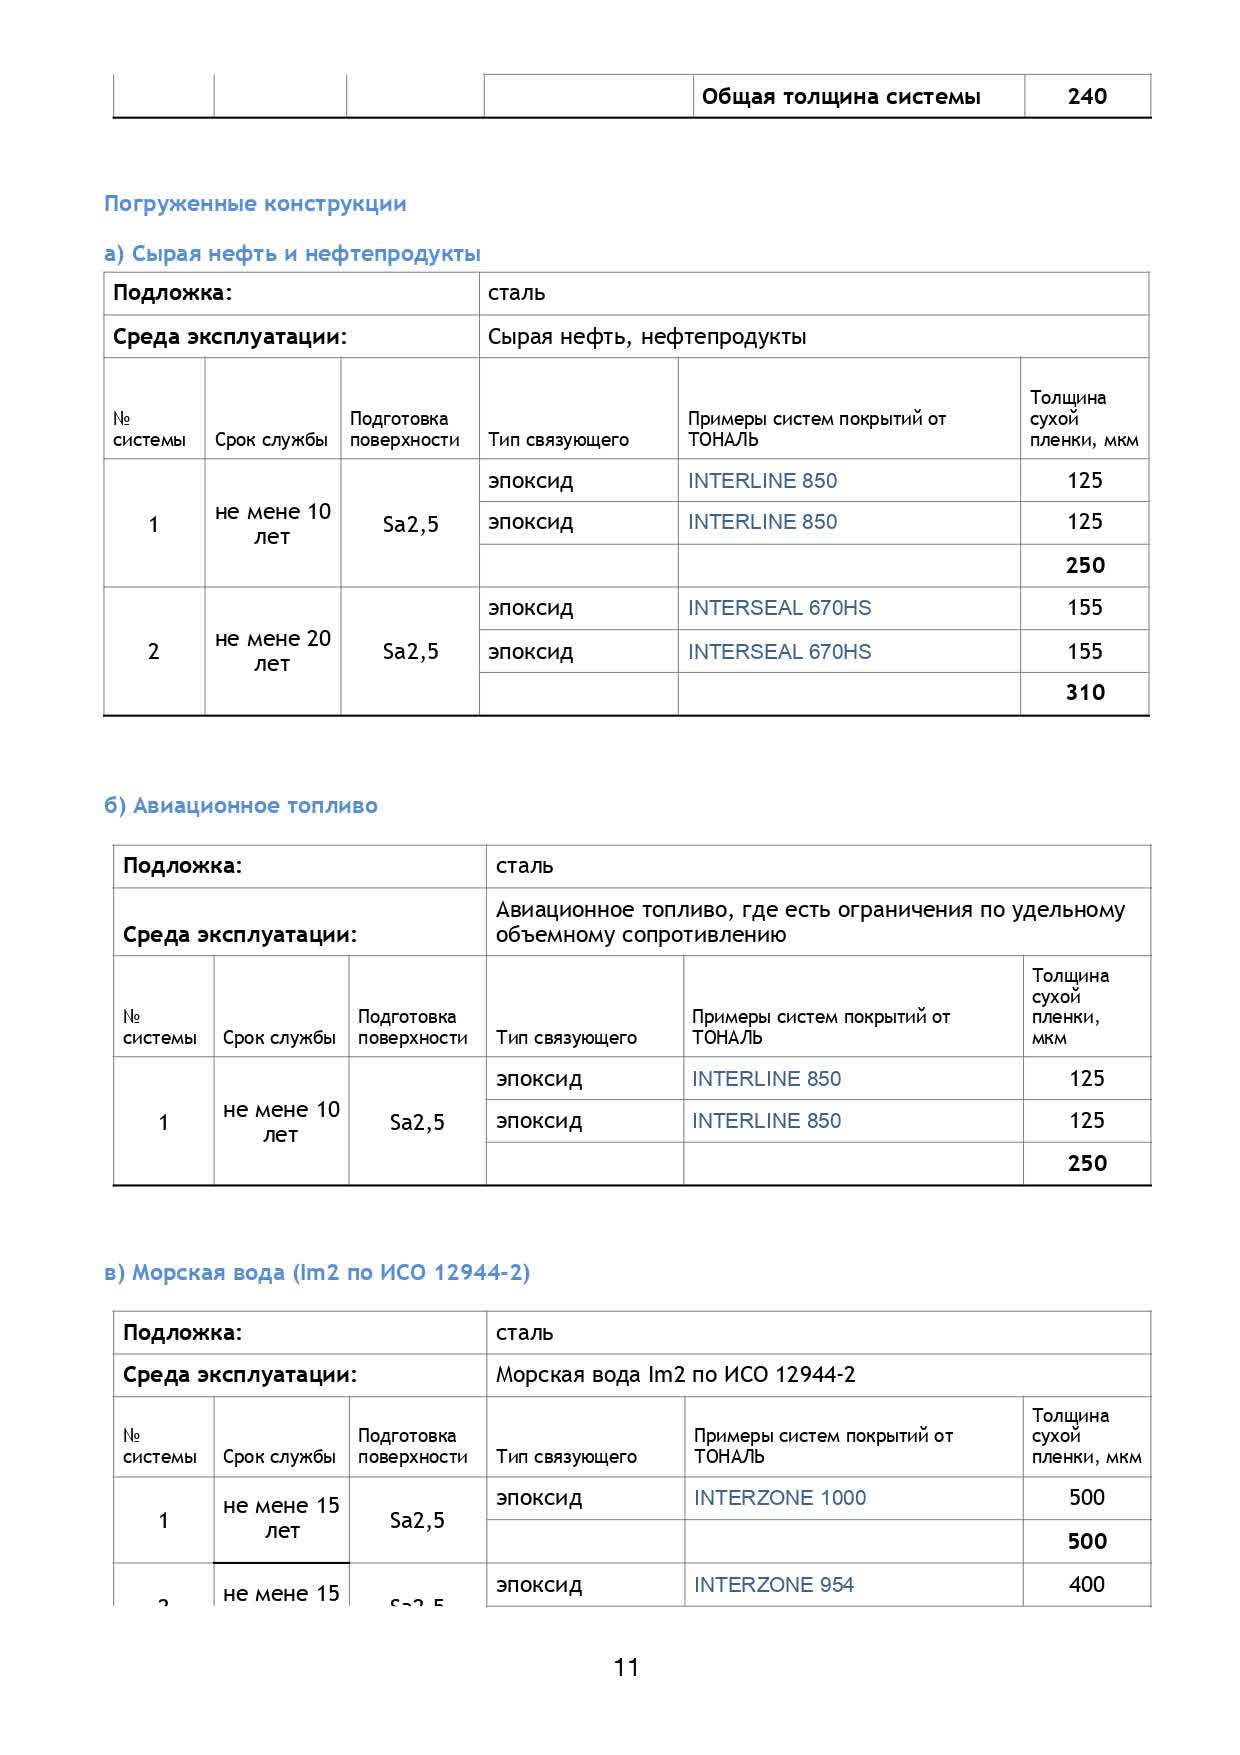 Общая толщина системы 240
Погруженные конструкции
а) Сырая нефть и нефтепродукты
Подложка: сталь
Среда эксплуатации: Сырая нефть, нефтепродукты
№ системы Срок службы Подготовка поверхности Тип связующего Примеры систем покрытий от ТОНАЛЬ Толщина сухой пленки, мкм
эпоксид INTERLINE 850 125
1 не мене 10 лет Sa2,5 эпоксид INTERLINE 850 125
250
эпоксид INTERSEAL 670HS 155
2 не мене 20 лет Sa2,5 эпоксид INTERSEAL 670HS 155
310
б) Авиационное топливо
Подложка: сталь
Среда эксплуатации: Авиационное топливо, где есть ограничения по удельному
объемному сопротивлению
№ системы Срок службы Подготовка поверхности Тип связующего Примеры систем покрытий от ТОНАЛЬ Толщина сухой пленки, мкм
эпоксид INTERLINE 850 125
1 не мене 10 лет Sa2,5 эпоксид INTERLINE 850 125
250
в) Морская вода (Im2 по ИСО 12944-2)
Подложка: сталь
Среда эксплуатации: Морская вода Im2 по ИСО 12944-2
№ системы Срок службы Подготовка поверхности Тип связующего Примеры систем покрытий от ТОНАЛЬ Толщина сухой пленки, мкм
1 не мене 15 лет Sa2,5 эпоксид INTERZONE 1000 500
500
2 не мене 15 Sa2,5 эпоксид INTERZONE 954 400
11